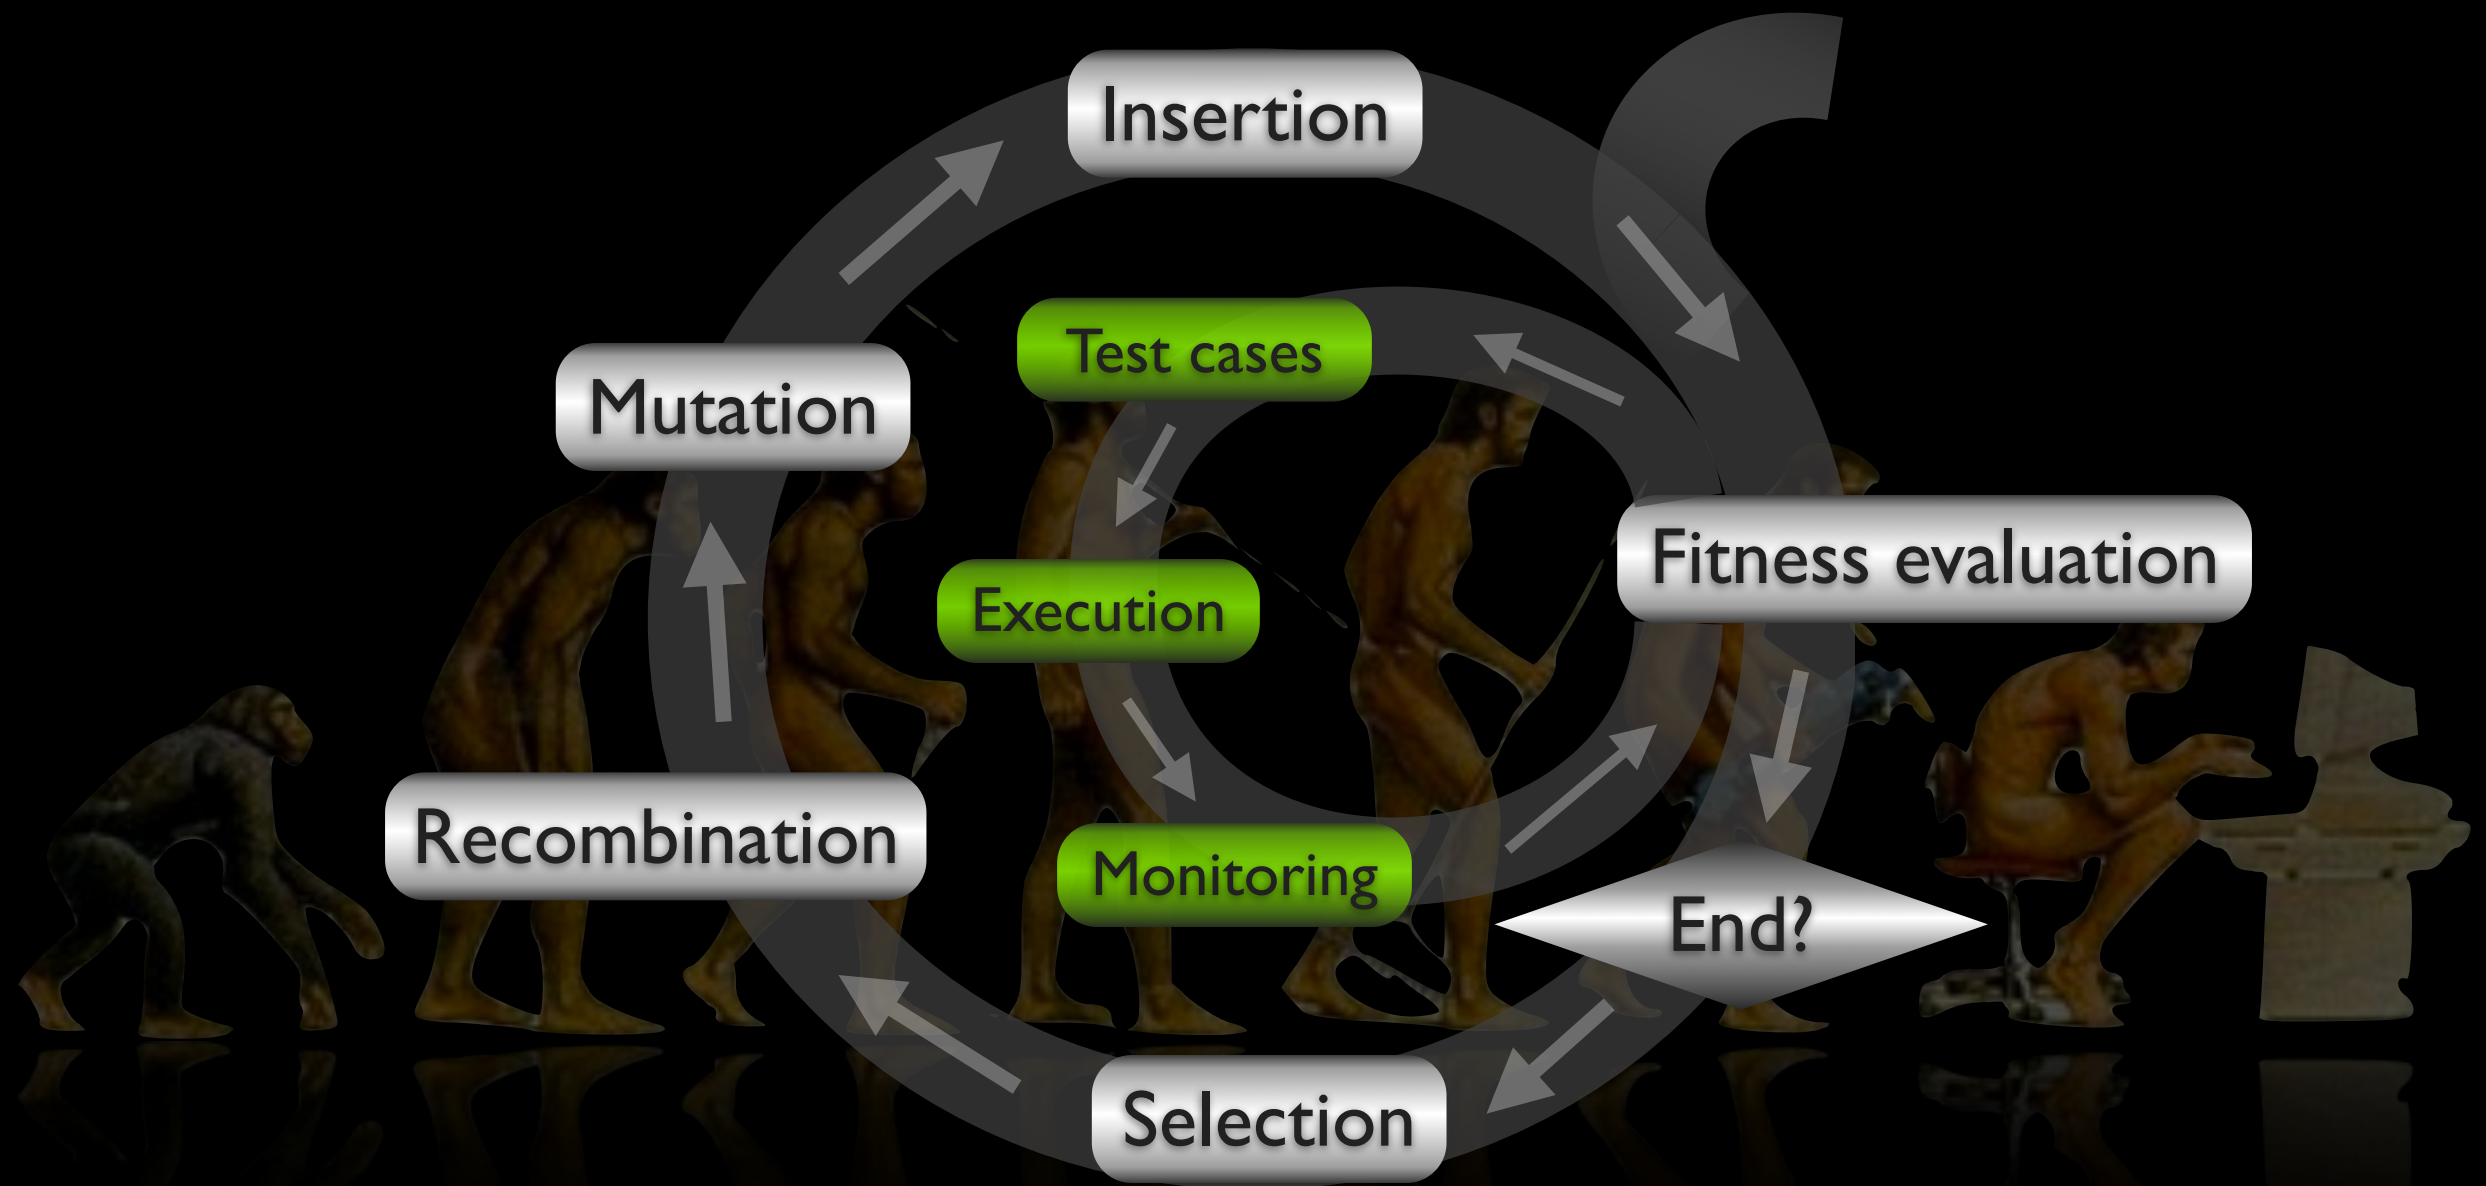 Insertion
Test cases
Mutation
Fitness evaluation
Execution
Recombination
Monitoring
End?
Selection